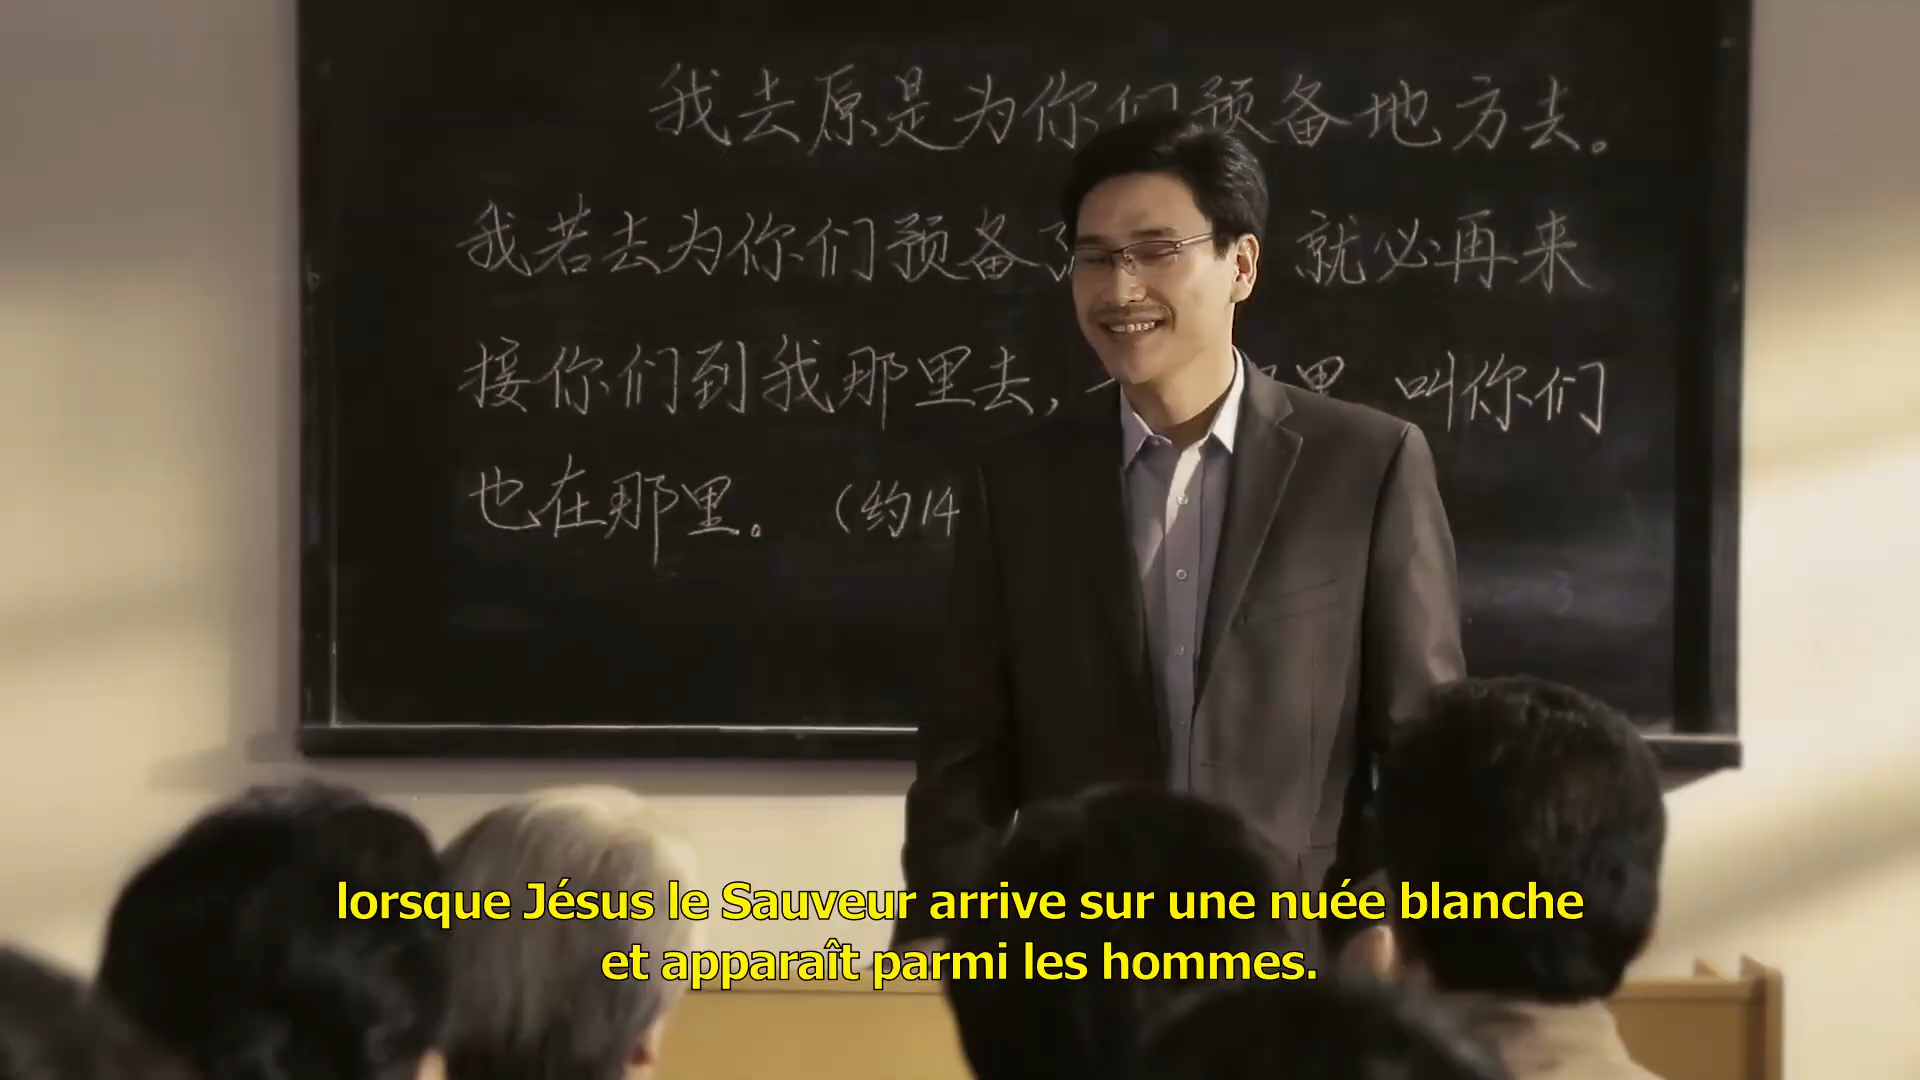 我去原是为你们预备地方去。
我若去为你们预备 就必再来
接你们到我那里去， 里 叫你们
也在那里。（约14
lorsque Jésus le Sauveur arrive sur une nuée blanche
et apparaît parmi les hommes.